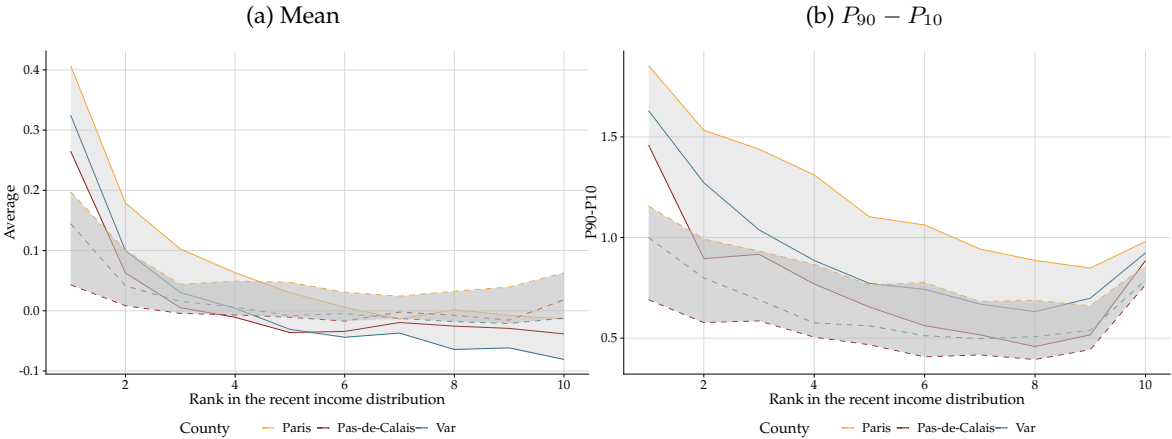 (a) Mean
(b) P₉₀ − P₁₀
Average
0.4
0.3
0.2
0.1
0.0
-0.1
2 4 6 8 10
Rank in the recent income distribution
County Paris Pas-de-Calais Var
P90-P10
1.5
1.0
0.5
2 4 6 8 10
Rank in the recent income distribution
County Paris Pas-de-Calais Var